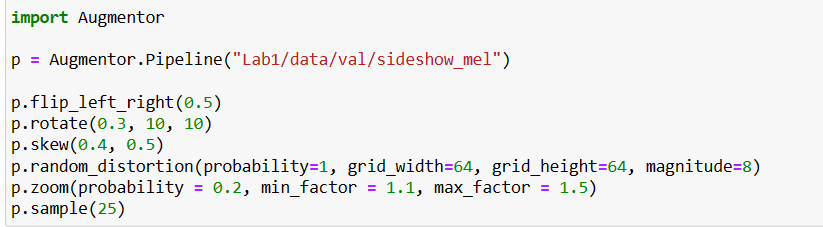 import Augmentor
p = Augmentor.Pipeline("Lab1/data/val/sideshow_mel")
p.flip_left_right(0.5)
p.rotate(0.3, 10, 10)
p.skew(0.4, 0.5)
p.random_distortion(probability=1, grid_width=64, grid_height=64, magnitude=8)
p.zoom(probability = 0.2, min_factor = 1.1, max_factor = 1.5)
p.sample(25)